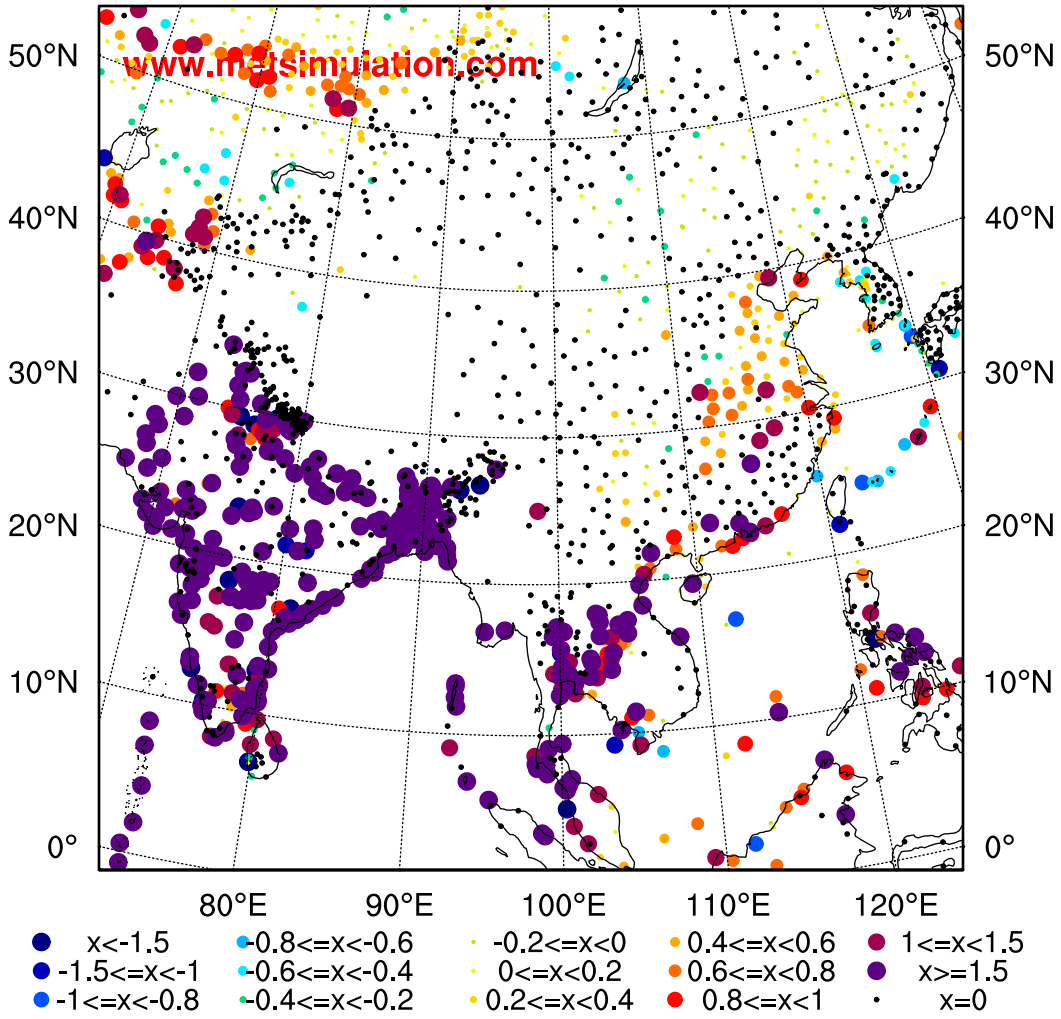 50°N 50°N
www.metsimulation.com
40°N 40°N
30°N 30°N
20°N 20°N
10°N 10°N
0° 0°
80°E 90°E 100°E 110°E 120°E
x<-1.5 -0.8<=x<-0.6 -0.2<=x<0 0.4<=x<0.6 1<=x<1.5
-1.5<=x<-1 -0.6<=x<-0.4 0<=x<0.2 0.6<=x<0.8 x>=1.5
-1<=x<-0.8 -0.4<=x<-0.2 0.2<=x<0.4 0.8<=x<1 x=0